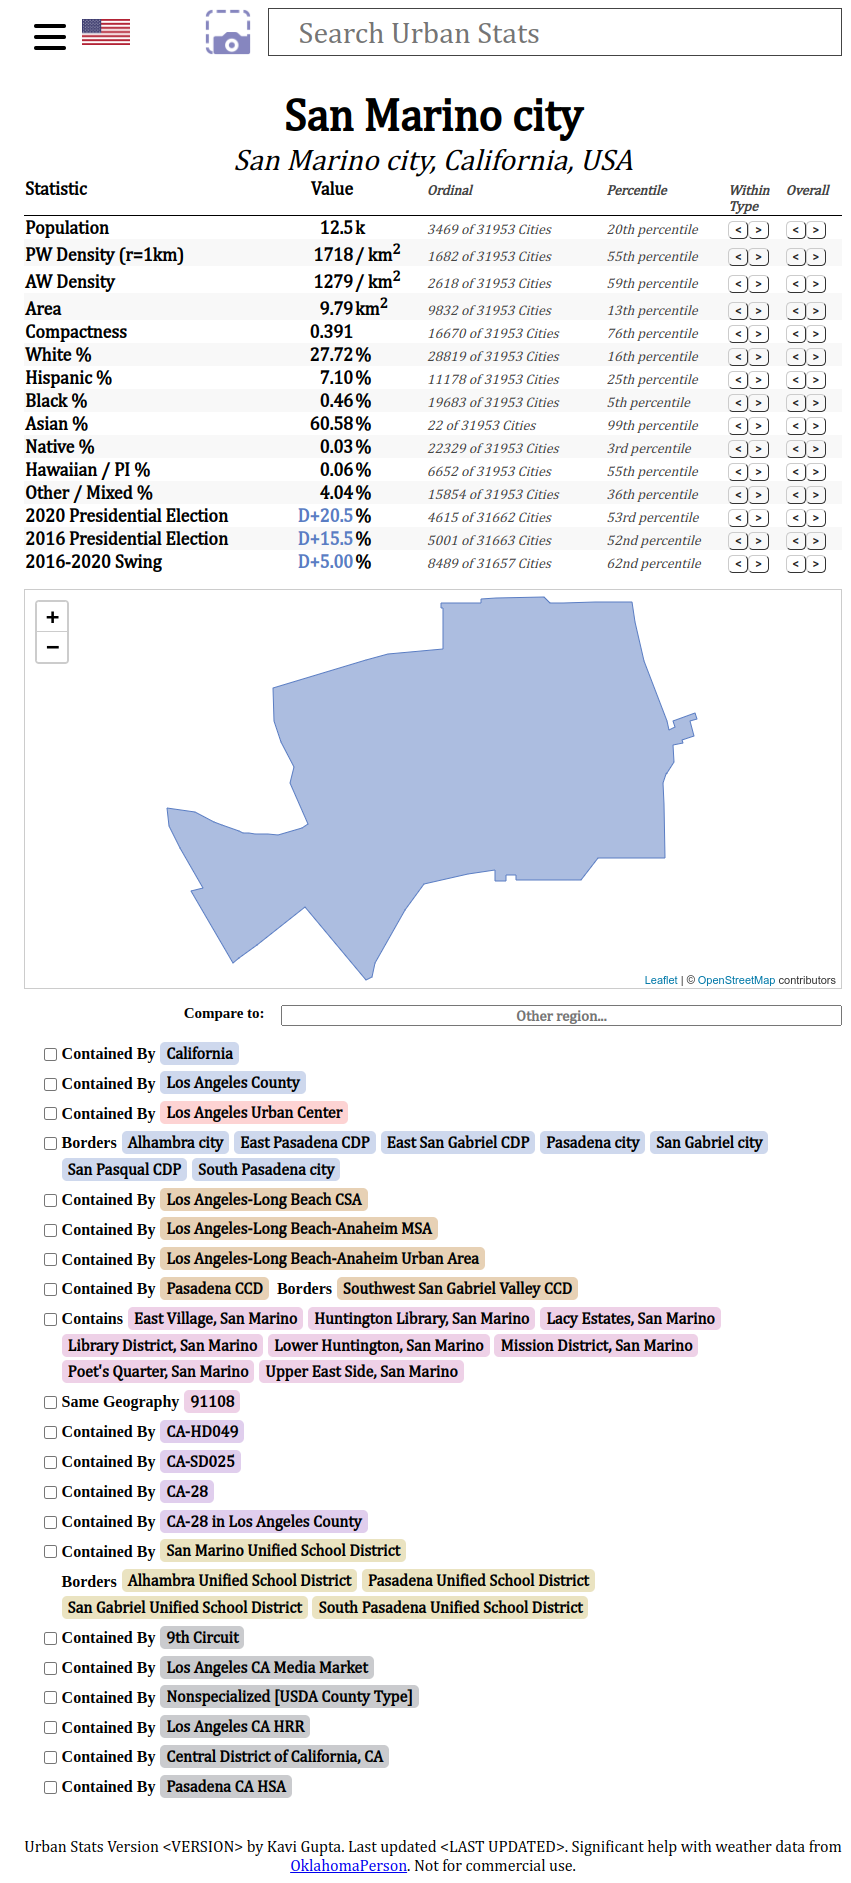 Search Urban Stats
San Marino city
San Marino city, California, USA
Statistic Value Ordinal Percentile Within Type Overall
Population 12.5 k 3469 of 31953 Cities 20th percentile < > < >
PW Density (r=1km) 1718 / km² 1682 of 31953 Cities 55th percentile < > < >
AW Density 1279 / km² 2618 of 31953 Cities 59th percentile < > < >
Area 9.79 km² 9832 of 31953 Cities 13th percentile < > < >
Compactness 0.391 16670 of 31953 Cities 76th percentile < > < >
White % 27.72 % 28819 of 31953 Cities 16th percentile < > < >
Hispanic % 7.10 % 11178 of 31953 Cities 25th percentile < > < >
Black % 0.46 % 19683 of 31953 Cities 5th percentile < > < >
Asian % 60.58 % 22 of 31953 Cities 99th percentile < > < >
Native % 0.03 % 22329 of 31953 Cities 3rd percentile < > < >
Hawaiian / PI % 0.06 % 6652 of 31953 Cities 55th percentile < > < >
Other / Mixed % 4.04 % 15854 of 31953 Cities 36th percentile < > < >
2020 Presidential Election D+20.5 % 4615 of 31662 Cities 53rd percentile < > < >
2016 Presidential Election D+15.5 % 5001 of 31663 Cities 52nd percentile < > < >
2016-2020 Swing D+5.00 % 8489 of 31657 Cities 62nd percentile < > < >
+
−
Leaflet | © OpenStreetMap contributors
Compare to: Other region...
Contained By California
Contained By Los Angeles County
Contained By Los Angeles Urban Center
Borders Alhambra city East Pasadena CDP East San Gabriel CDP Pasadena city San Gabriel city
San Pasqual CDP South Pasadena city
Contained By Los Angeles-Long Beach CSA
Contained By Los Angeles-Long Beach-Anaheim MSA
Contained By Los Angeles-Long Beach-Anaheim Urban Area
Contained By Pasadena CCD Borders Southwest San Gabriel Valley CCD
Contains East Village, San Marino Huntington Library, San Marino Lacy Estates, San Marino
Library District, San Marino Lower Huntington, San Marino Mission District, San Marino
Poet's Quarter, San Marino Upper East Side, San Marino
Same Geography 91108
Contained By CA-HD049
Contained By CA-SD025
Contained By CA-28
Contained By CA-28 in Los Angeles County
Contained By San Marino Unified School District
Borders Alhambra Unified School District Pasadena Unified School District
San Gabriel Unified School District South Pasadena Unified School District
Contained By 9th Circuit
Contained By Los Angeles CA Media Market
Contained By Nonspecialized [USDA County Type]
Contained By Los Angeles CA HRR
Contained By Central District of California, CA
Contained By Pasadena CA HSA
Urban Stats Version <VERSION> by Kavi Gupta. Last updated <LAST UPDATED>. Significant help with weather data from
OklahomaPerson. Not for commercial use.